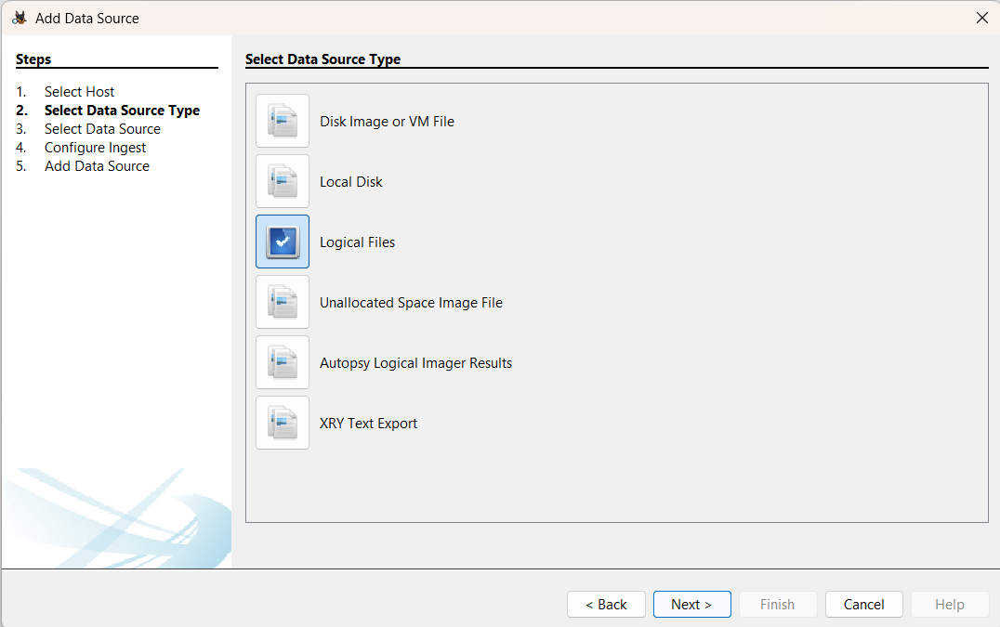 Add Data Source
Steps
1. Select Host
2. Select Data Source Type
3. Select Data Source
4. Configure Ingest
5. Add Data Source
Select Data Source Type
Disk Image or VM File
Local Disk
Logical Files
Unallocated Space Image File
Autopsy Logical Imager Results
XRY Text Export
< Back Next > Finish Cancel Help